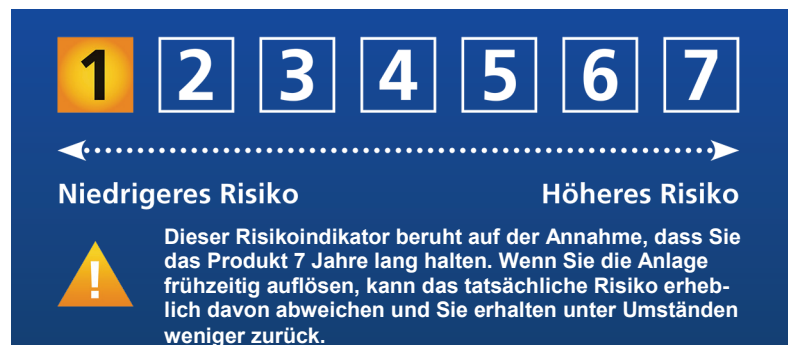 1 2 3 4 5 6 7
Niedrigeres Risiko Höheres Risiko
Dieser Risikoindikator beruht auf der Annahme, dass Sie
das Produkt 7 Jahre lang halten. Wenn Sie die Anlage
frühzeitig auflösen, kann das tatsächliche Risiko erheb-
lich davon abweichen und Sie erhalten unter Umständen
weniger zurück.